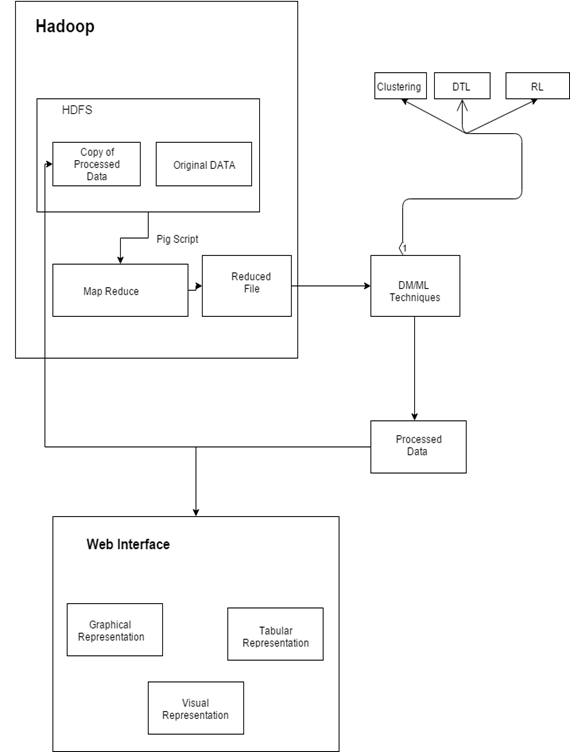 Hadoop
Clustering
DTL
RL
HDFS
Copy of
Processed
Data
Original DATA
Pig Script
1
Map Reduce
Reduced
File
DM/ML
Techniques
Processed
Data
Web Interface
Graphical
Representation
Tabular
Representation
Visual
Representation